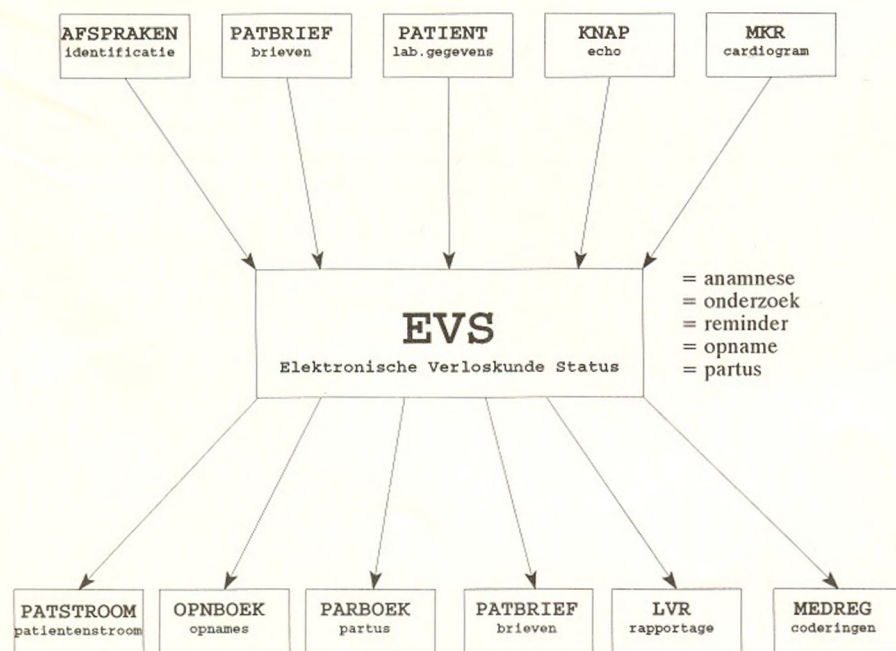 AFSPRAKEN
identificatie
PATBRIEF
brieven
PATIENT
lab.gegevens
KNAP
echo
MKR
cardiogram
EVS
Elektronische Verloskunde Status
= anamnese
= onderzoek
= reminder
= opname
= partus
PATSTROOM
patientenstroom
OPNBOEK
opnames
PARBOEK
partus
PATBRIEF
brieven
LVR
rapportage
MEDREG
coderingen